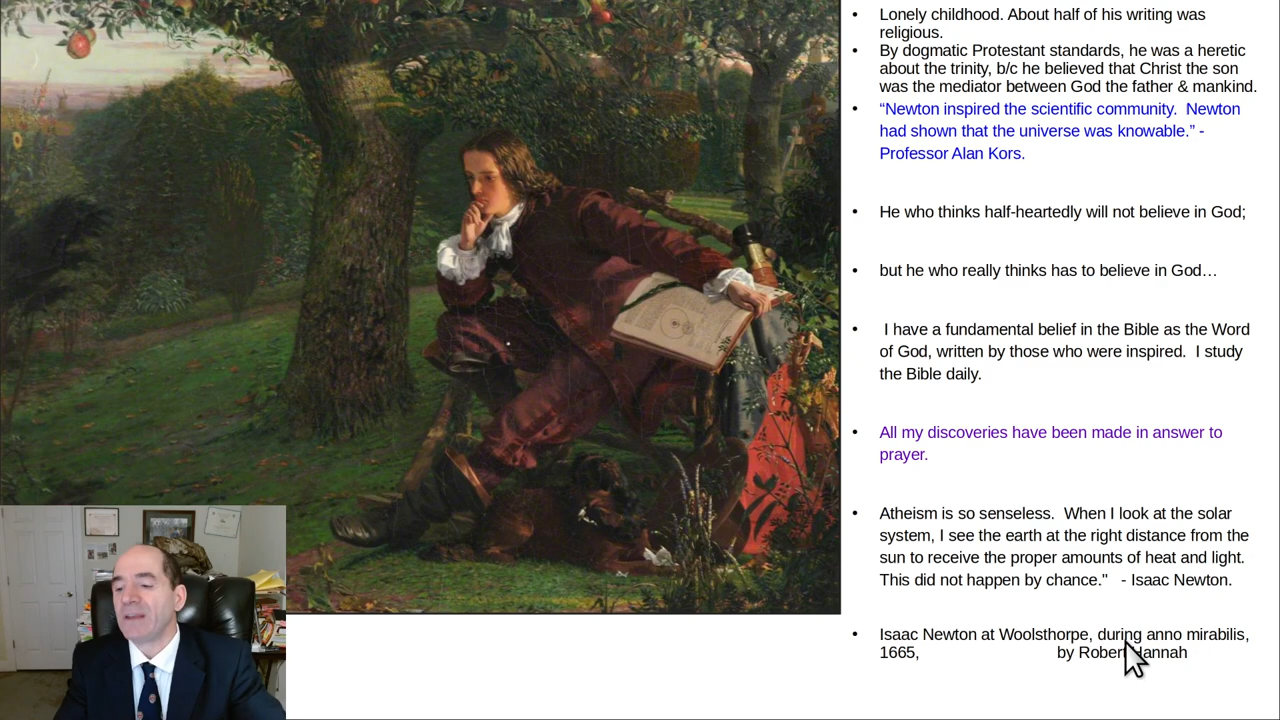 • Lonely childhood. About half of his writing was
religious.
• By dogmatic Protestant standards, he was a heretic
about the trinity, b/c he believed that Christ the son
was the mediator between God the father & mankind.
• “Newton inspired the scientific community.  Newton
had shown that the universe was knowable.” -
Professor Alan Kors.
• He who thinks half-heartedly will not believe in God;
• but he who really thinks has to believe in God…
• I have a fundamental belief in the Bible as the Word
of God, written by those who were inspired.  I study
the Bible daily.
• All my discoveries have been made in answer to
prayer.
• Atheism is so senseless.  When I look at the solar
system, I see the earth at the right distance from the
sun to receive the proper amounts of heat and light.
This did not happen by chance."   - Isaac Newton.
• Isaac Newton at Woolsthorpe, during anno mirabilis,
1665, by Robert Hannah